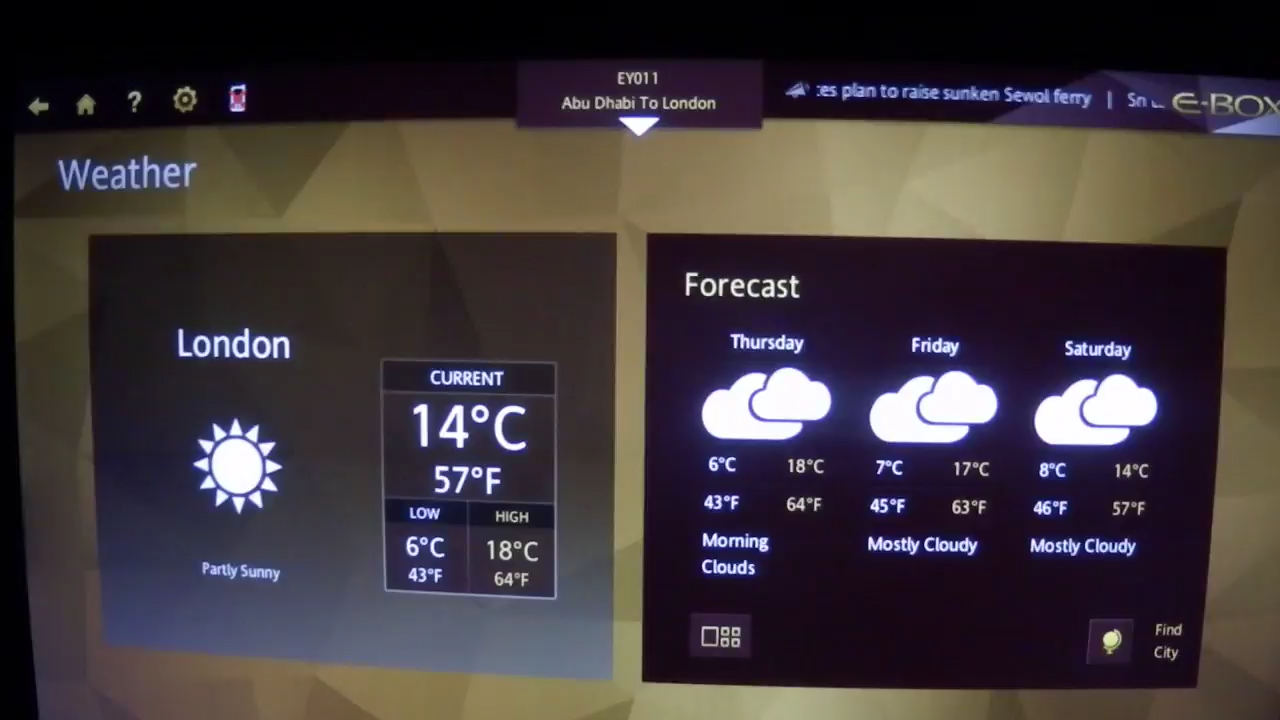 ?
EY011
Abu Dhabi To London
plan to raise sunken Sewol ferry |
E-BOX
Weather
London
Partly Sunny
CURRENT
14°C
57°F
LOW HIGH
6°C 18°C
43°F 64°F
Forecast
Thursday Friday Saturday
6°C 18°C 7°C 17°C 8°C 14°C
43°F 64°F 45°F 63°F 46°F 57°F
Morning Clouds
Mostly Cloudy
Mostly Cloudy
Find
City